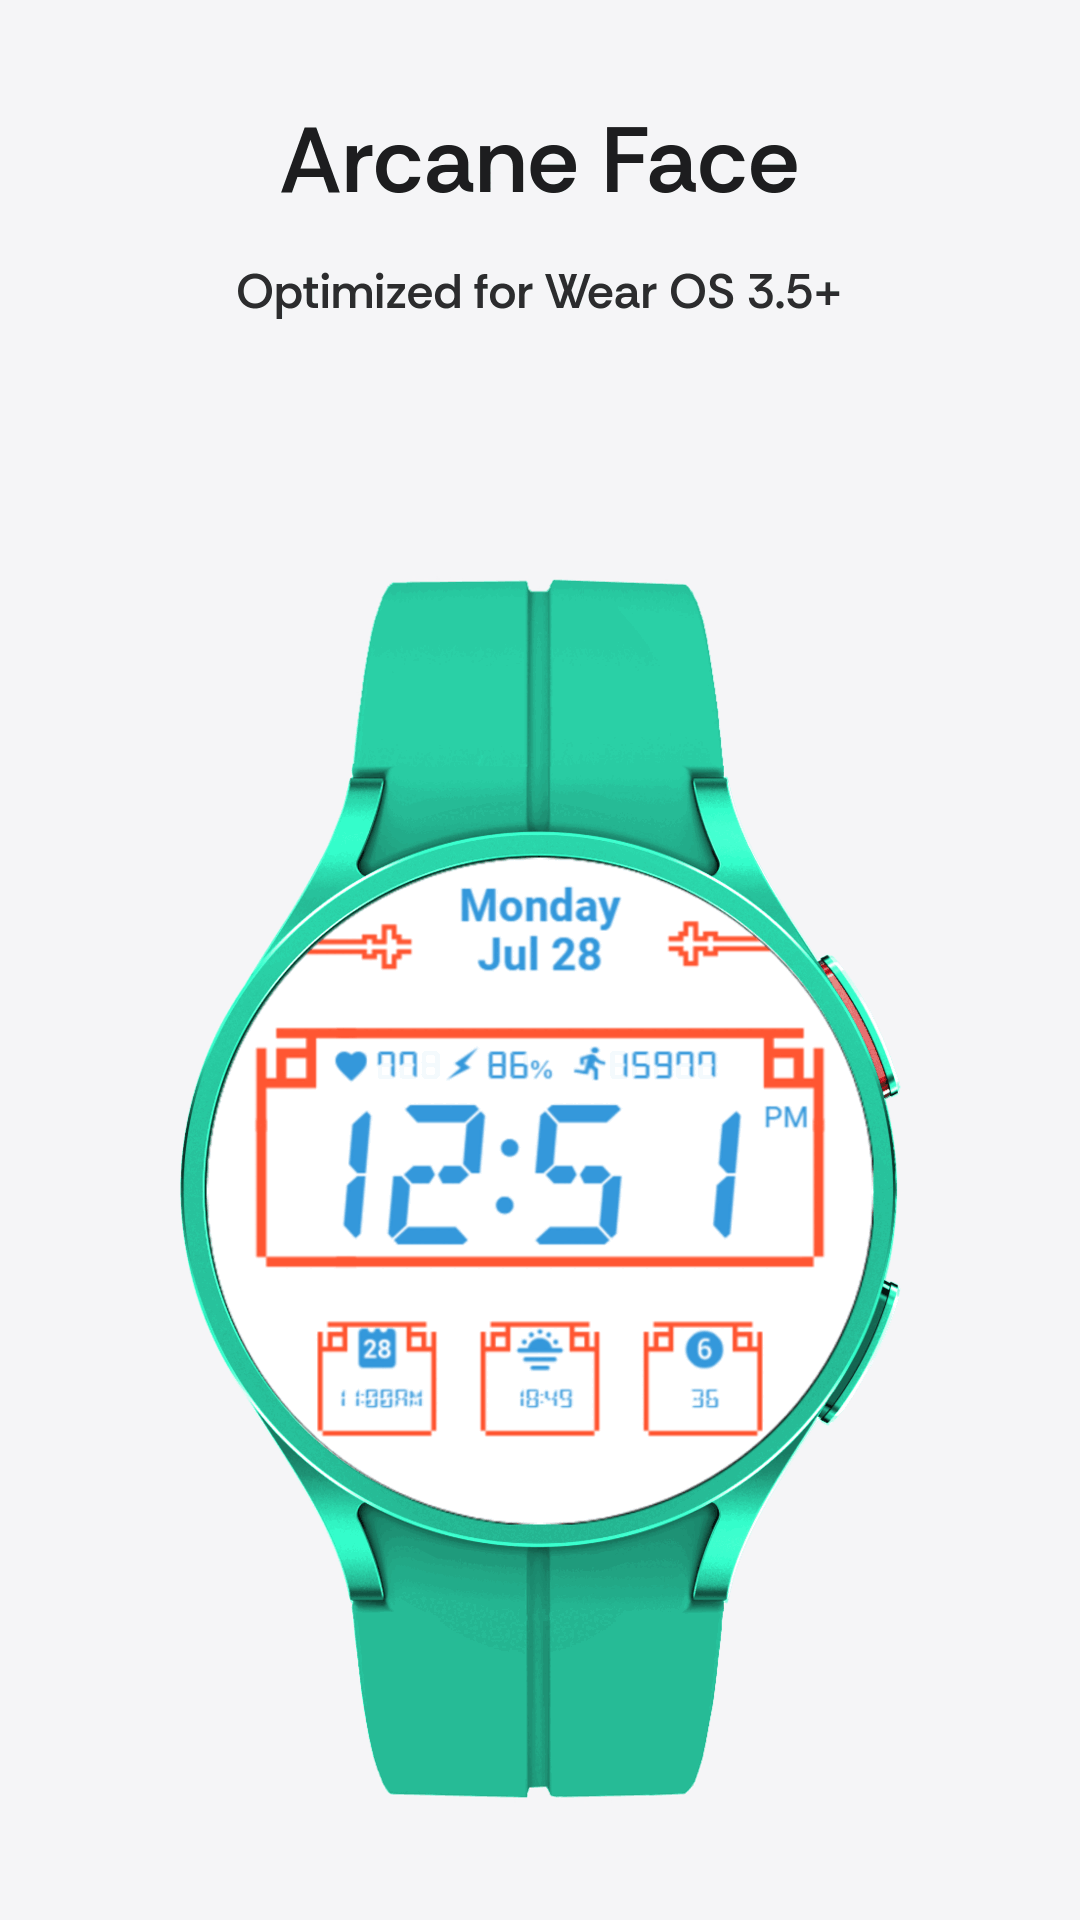 Arcane Face
Optimized for Wear OS 3.5+
Monday
Jul 28
77 86% 15977
12:51 PM
28 6
11:00AM 18:49 36